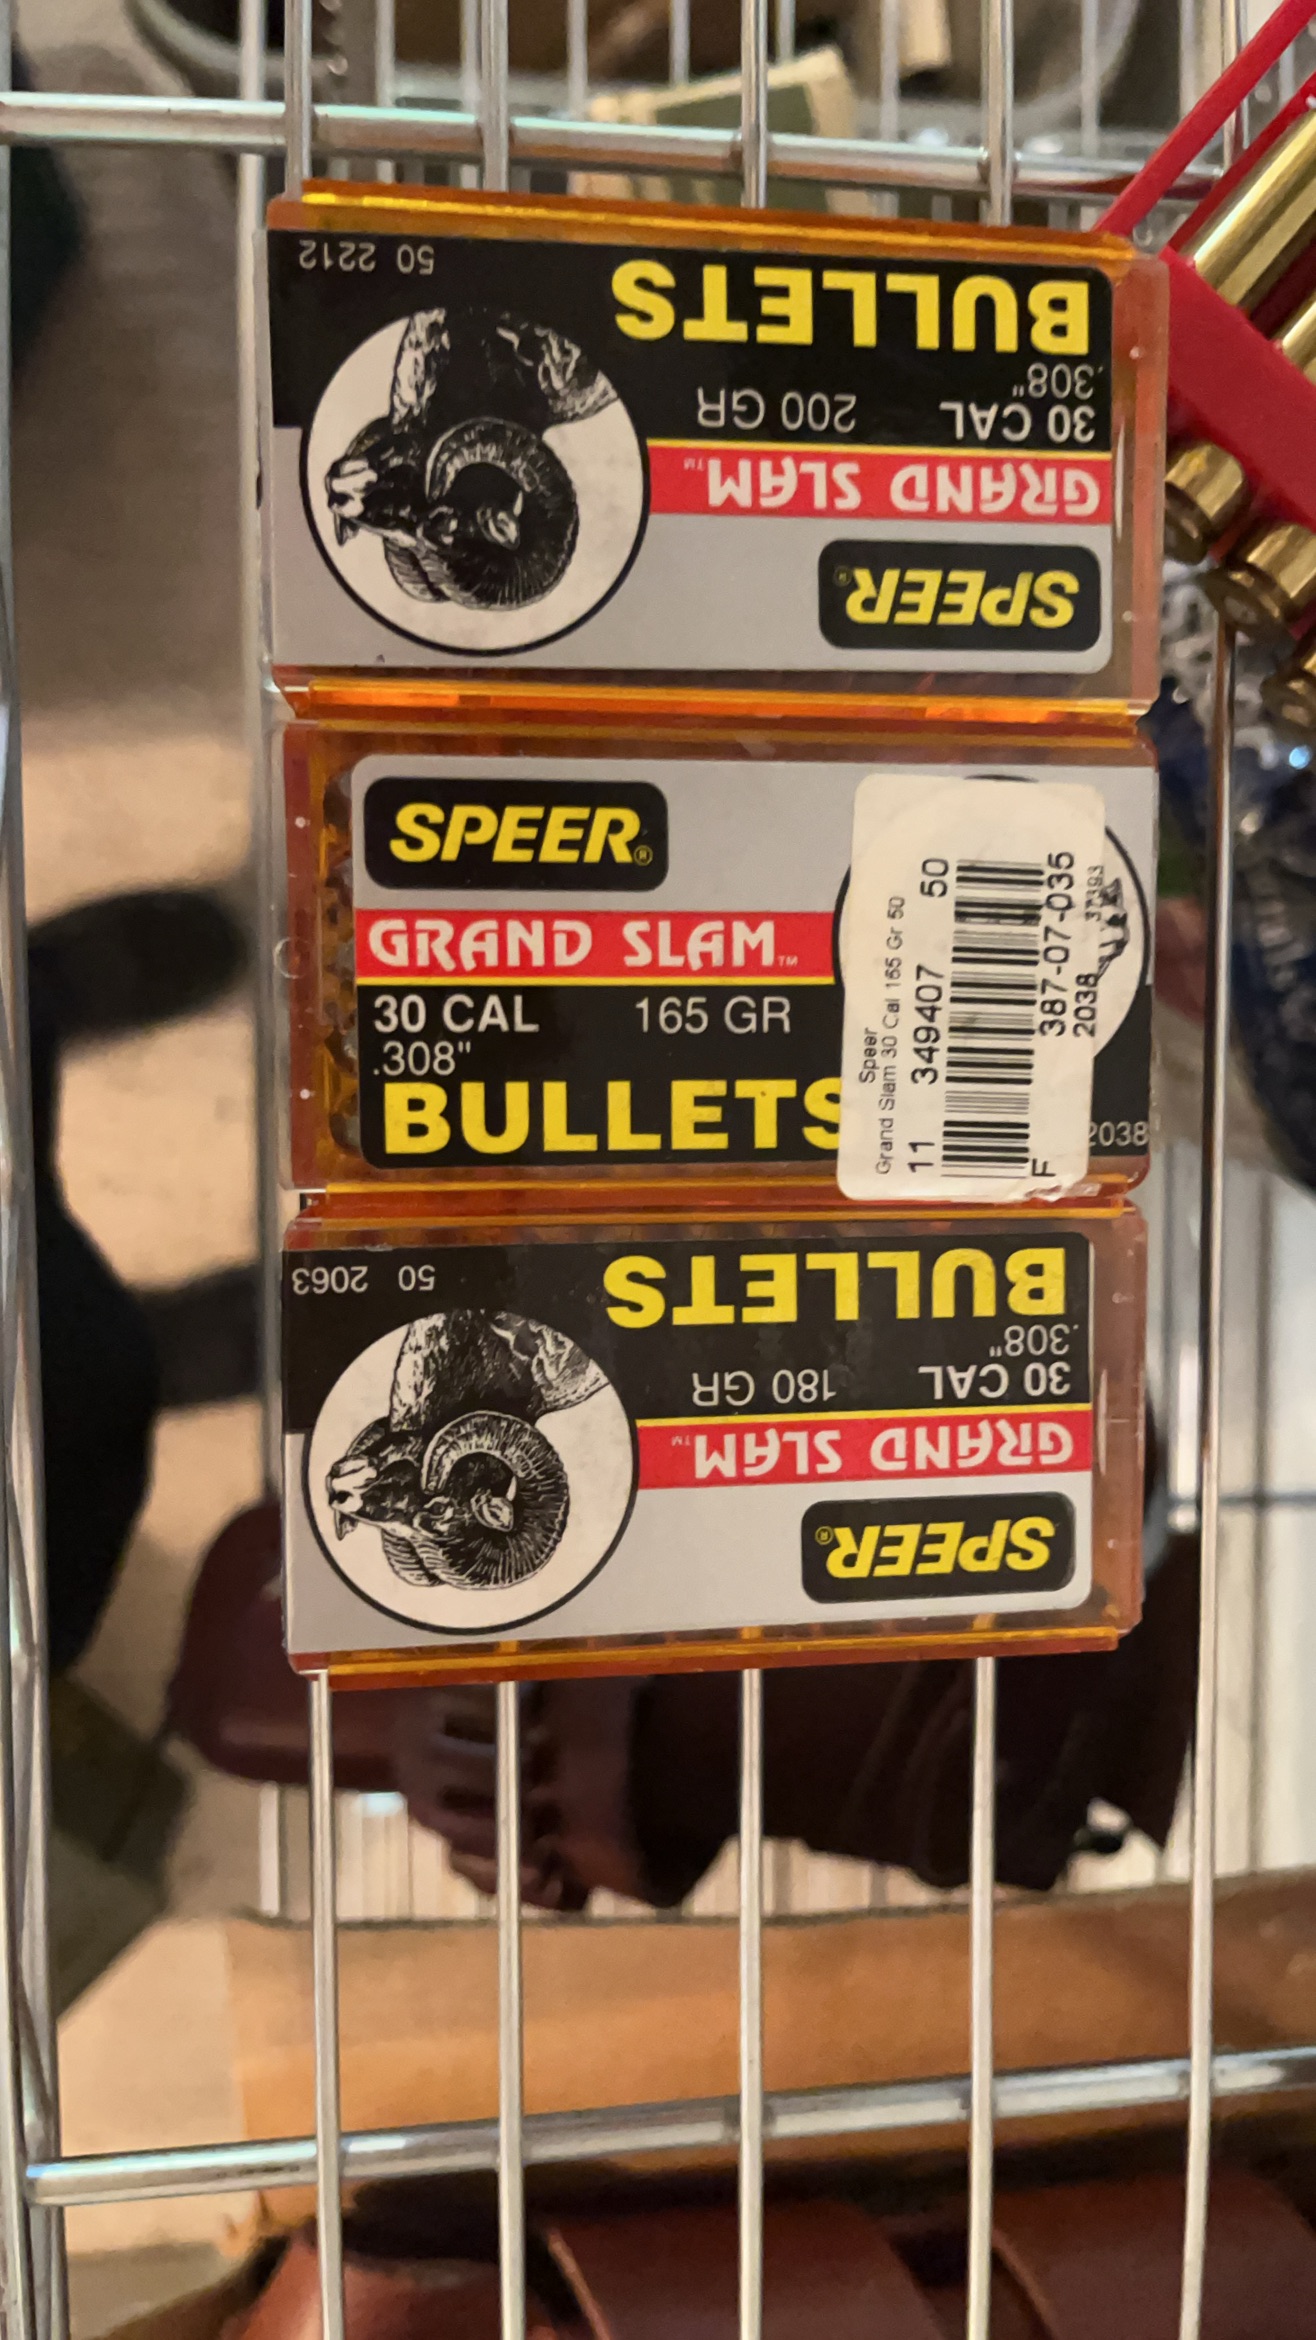 SPEER®
GRAND SLAM™
30 CAL 200 GR
.308"
BULLETS
50 2212
SPEER®
GRAND SLAM™
30 CAL 165 GR
.308"
BULLETS
2038
Speer
Grand Slam 30 Cal 165 Gr 50
11 349407 50
F 387-07-035
2038 37393
SPEER®
GRAND SLAM™
30 CAL 180 GR
.308"
BULLETS
50 2063